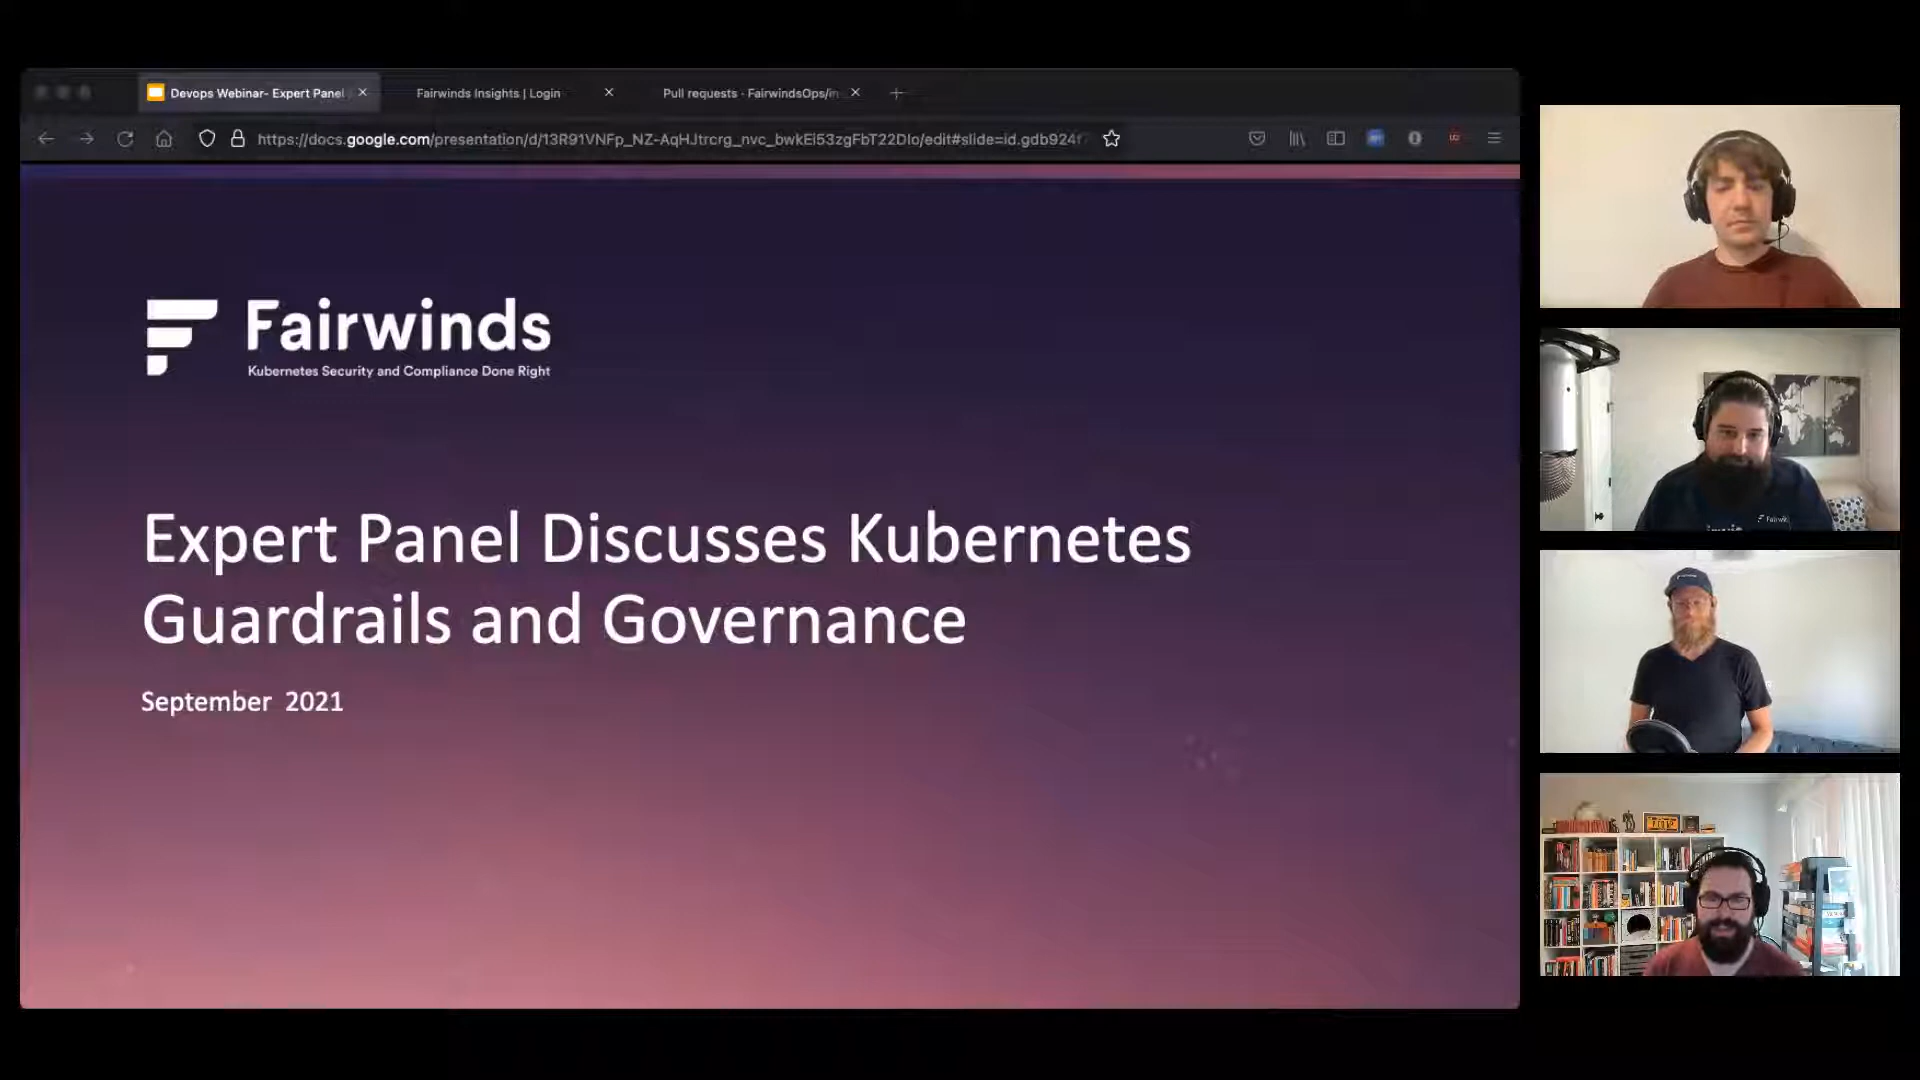 Devops Webinar- Expert Panel
Fairwinds Insights | Login
Pull requests · FairwindsOps/in
https://docs.google.com/presentation/d/13R91VNFp_NZ-AqHJtrcrg_nvc_bwkEi53zgFbT22DIo/edit#slide=id.gdb924f
Fairwinds
Kubernetes Security and Compliance Done Right
Expert Panel Discusses Kubernetes
Guardrails and Governance
September 2021